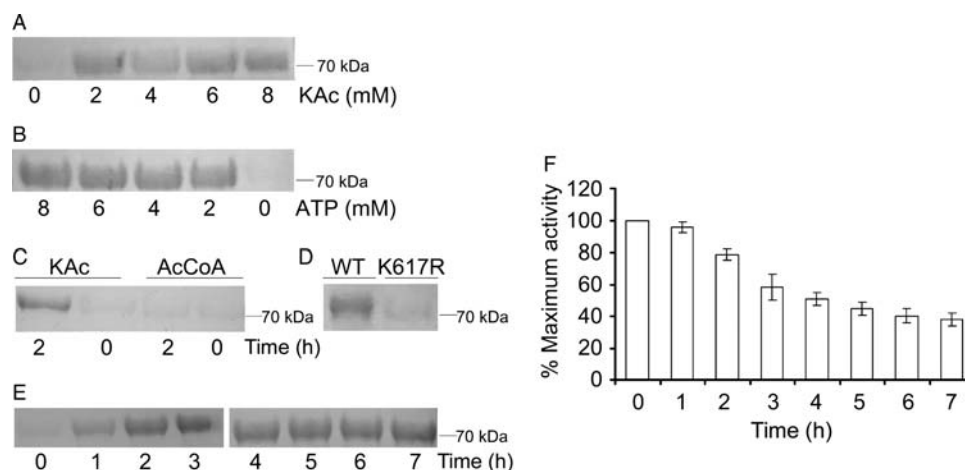 A
70 kDa
0 2 4 6 8 KAc (mM)
B
70 kDa
8 6 4 2 0 ATP (mM)
C KAc AcCoA
70 kDa
2 0 2 0 Time (h)
D WT K617R
70 kDa
E
70 kDa
0 1 2 3 4 5 6 7 Time (h)
F
% Maximum activity
120
100
80
60
40
20
0
0 1 2 3 4 5 6 7
Time (h)